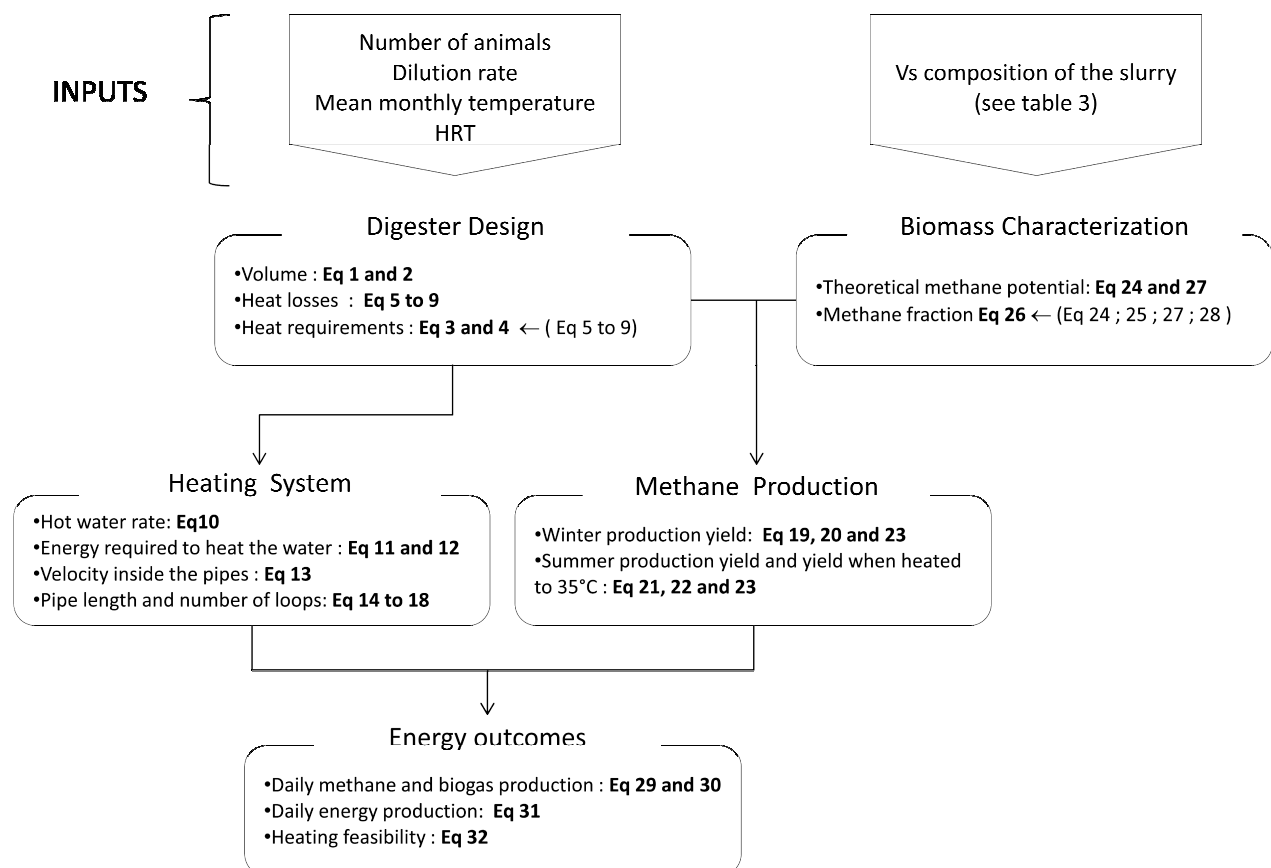 INPUTS
Number of animals
Dilution rate
Mean monthly temperature
HRT
Vs composition of the slurry
(see table 3)
Digester Design
•Volume : Eq 1 and 2
•Heat losses : Eq 5 to 9
•Heat requirements : Eq 3 and 4 ← ( Eq 5 to 9)
Biomass Characterization
•Theoretical methane potential: Eq 24 and 27
•Methane fraction Eq 26 ← (Eq 24 ; 25 ; 27 ; 28 )
Heating System
•Hot water rate: Eq10
•Energy required to heat the water : Eq 11 and 12
•Velocity inside the pipes : Eq 13
•Pipe length and number of loops: Eq 14 to 18
Methane Production
•Winter production yield: Eq 19, 20 and 23
•Summer production yield and yield when heated
to 35°C : Eq 21, 22 and 23
Energy outcomes
•Daily methane and biogas production : Eq 29 and 30
•Daily energy production: Eq 31
•Heating feasibility : Eq 32